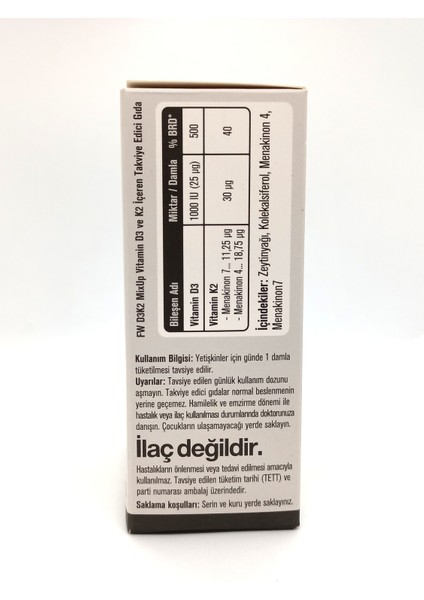 FW D3K2 MixUp Vitamin D3 ve K2 İçeren Takviye Edici Gıda
Bileşen Adı Miktar / Damla % BRD*
Vitamin D3 1000 IU (25 µg) 500
Vitamin K2 30 µg 40
- Menakinon 7... 11,25 µg
- Menakinon 4... 18,75 µg
İçindekiler: Zeytinyağı, Kolekalsiferol, Menakinon 4,
Menakinon7
Kullanım Bilgisi: Yetişkinler için günde 1 damla
tüketilmesi tavsiye edilir.
Uyarılar: Tavsiye edilen günlük kullanım dozunu
aşmayın. Takviye edici gıdalar normal beslenmenin
yerine geçemez. Hamilelik ve emzirme dönemi ile
hastalık veya ilaç kullanılması durumlarında doktorunuza
danışın. Çocukların ulaşamayacağı yerde saklayın.
İlaç değildir.
Hastalıkların önlenmesi veya tedavi edilmesi amacıyla
kullanılmaz. Tavsiye edilen tüketim tarihi (TETT) ve
parti numarası ambalaj üzerindedir.
Saklama koşulları: Serin ve kuru yerde saklayınız.